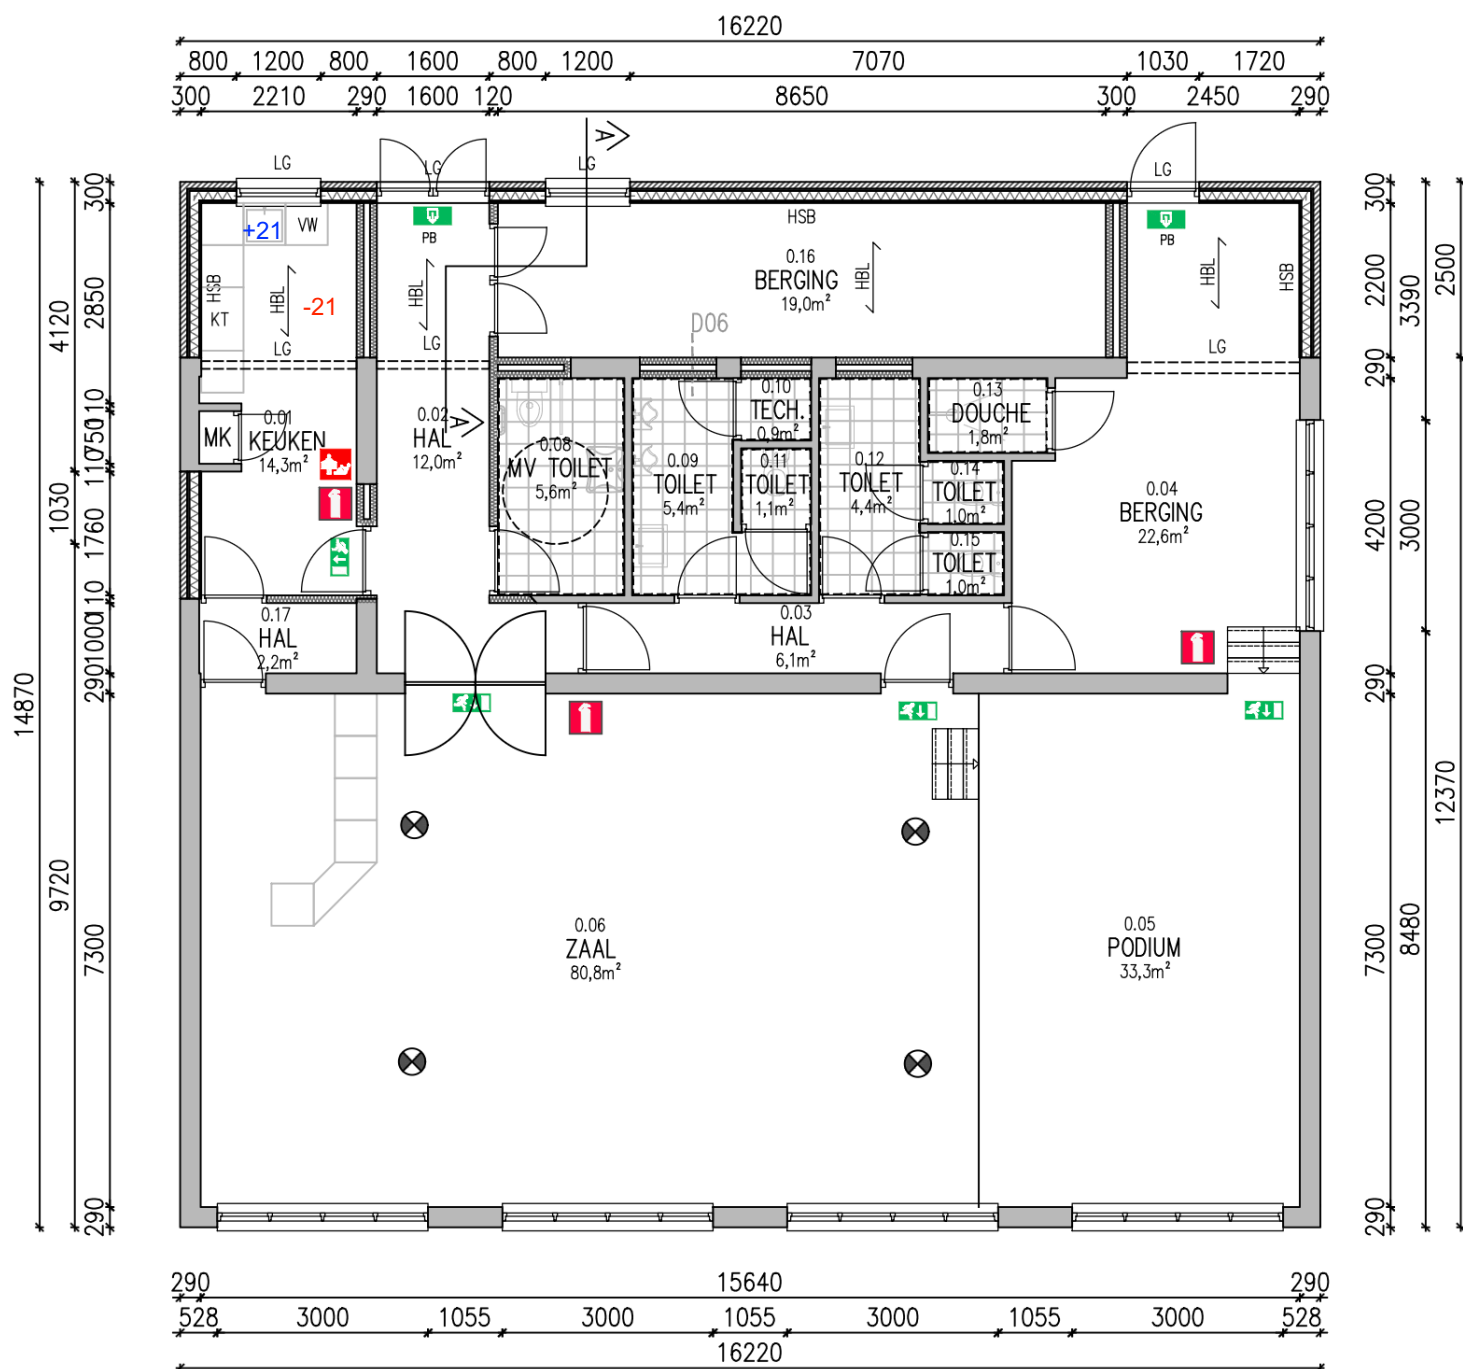 16220
800 1200 800 1600 800 1200 7070 1030 1720
300 2210 290 1600 120 8650 300 2450 290
A
LG LG LG LG
HSB
PB PB
+21 VW
HSB KT HBL -21
HBL
0.16
BERGING
19,0m²
HBL
HBL
HSB
D06
LG LG LG
MK
0.01
KEUKEN
14,3m²
0.02
HAL
12,0m²
A
0.08
MV TOILET
5,6m²
0.09
TOILET
5,4m²
0.10
TECH.
0,9m²
0.11
TOILET
1,1m²
0.12
TOILET
4,4m²
0.13
DOUCHE
1,8m²
0.14
TOILET
1,0m²
0.15
TOILET
1,0m²
0.04
BERGING
22,6m²
0.17
HAL
2,2m²
0.03
HAL
6,1m²
0.06
ZAAL
80,8m²
0.05
PODIUM
33,3m²
14870
4120 1030 9720
300 2850 110 750 110 1760 110 1000 290 7300 290
300 2200 290 4200 290 7300 290
3390 3000 8480
2500 12370
290 15640 290
528 3000 1055 3000 1055 3000 1055 3000 528
16220